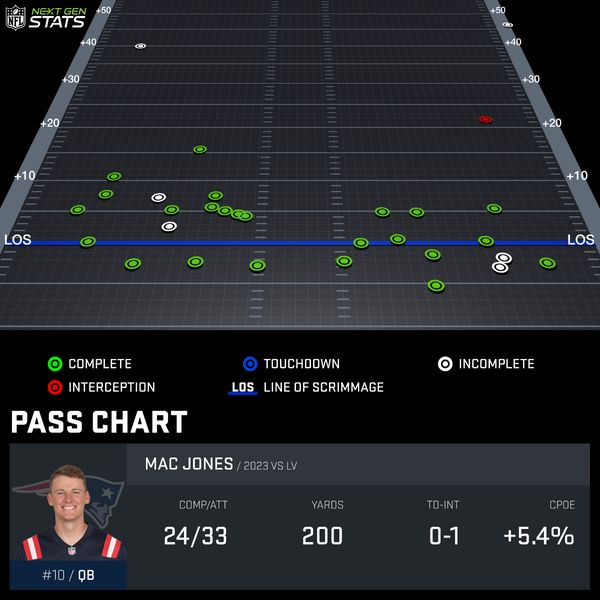 NFL NEXT GEN STATS
+50 +50
+40 +40
+30 +30
+20 +20
+10 +10
LOS LOS
COMPLETE TOUCHDOWN INCOMPLETE
INTERCEPTION LOS LINE OF SCRIMMAGE
PASS CHART
MAC JONES / 2023 VS LV
COMP/ATT YARDS TD-INT CPOE
24/33 200 0-1 +5.4%
#10 / QB